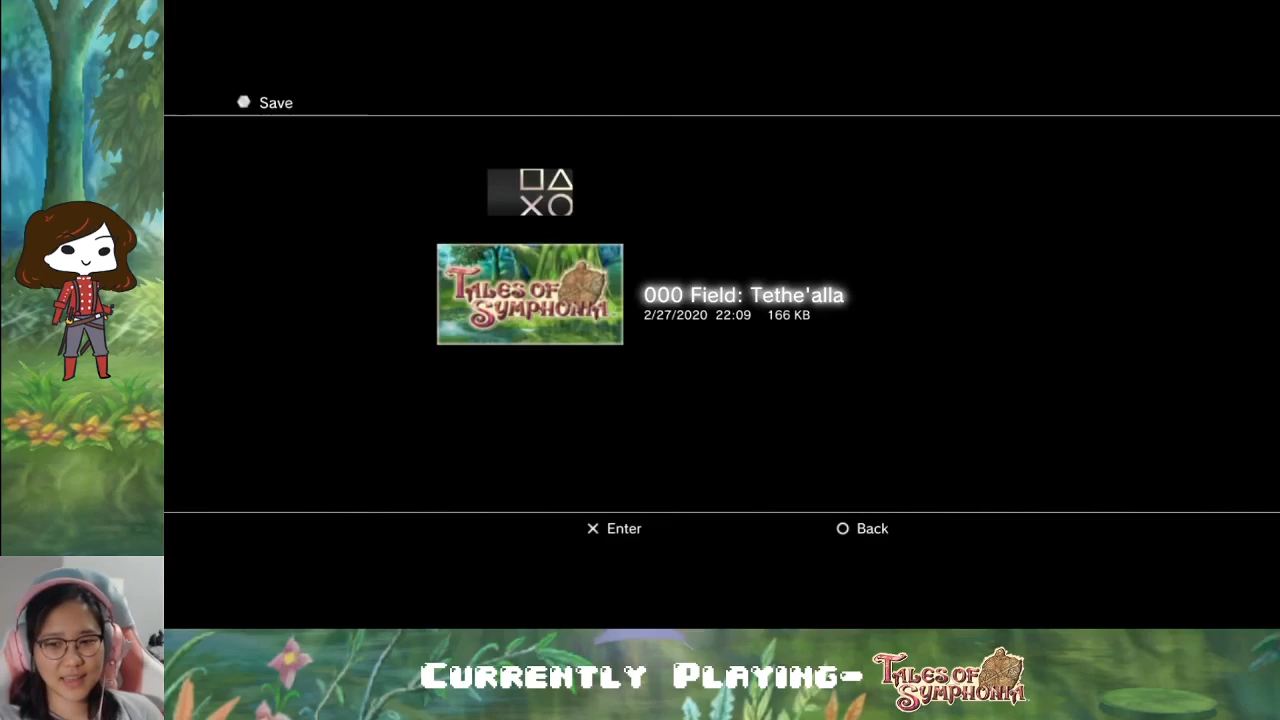 Save
TALES OF
SYMPHONIA
000 Field: Tethe'alla
2/27/2020 22:09 166 KB
Enter
Back
CURRENTLY PLAYING-
TALES OF
SYMPHONIA